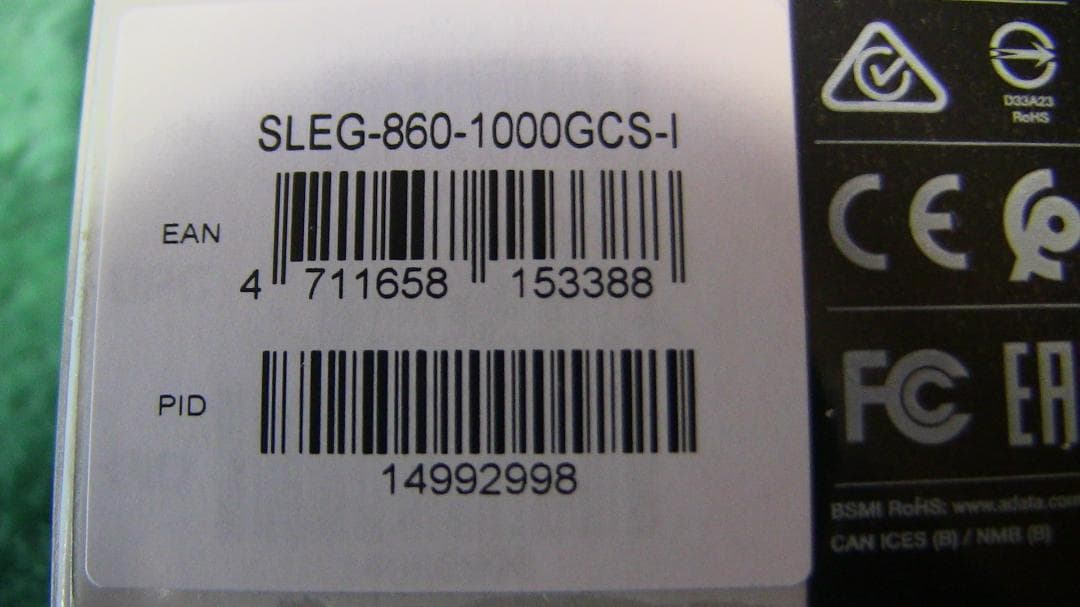 SLEG-860-1000GCS-I
EAN
4 711658 153388
PID
14992998
D33A23
RoHS
CE
FC
EAC
BSMI RoHS: www.adata.com
CAN ICES (B) / NMB (B)